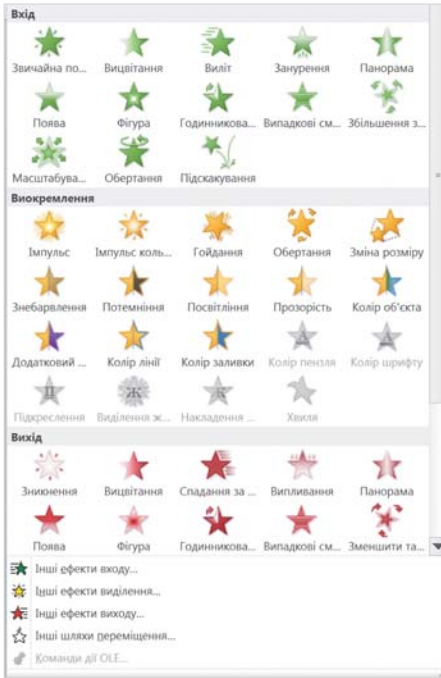 Вхід
Звичайна по... Вицвітання Виліт Занурення Панорама
Поява Фігура Годинникова... Випадкові см... Збільшення з...
Масштабува... Обертання Підскакування
Виокремлення
Імпульс Імпульс коль... Гойдання Обертання Зміна розміру
Знебарвлення Потемніння Посвітління Прозорість Колір об'єкта
Додатковий ... Колір лінії Колір заливки Колір пензля Колір шрифту
Підкреслення Виділення ж... Накладення ... Хвиля
Вихід
Зникнення Вицвітання Спадання за ... Випливання Панорама
Поява Фігура Годинникова... Випадкові см... Зменшити та...
Інші ефекти входу...
Інші ефекти виділення...
Інші ефекти виходу...
Інші шляхи переміщення...
Команди дії OLE...